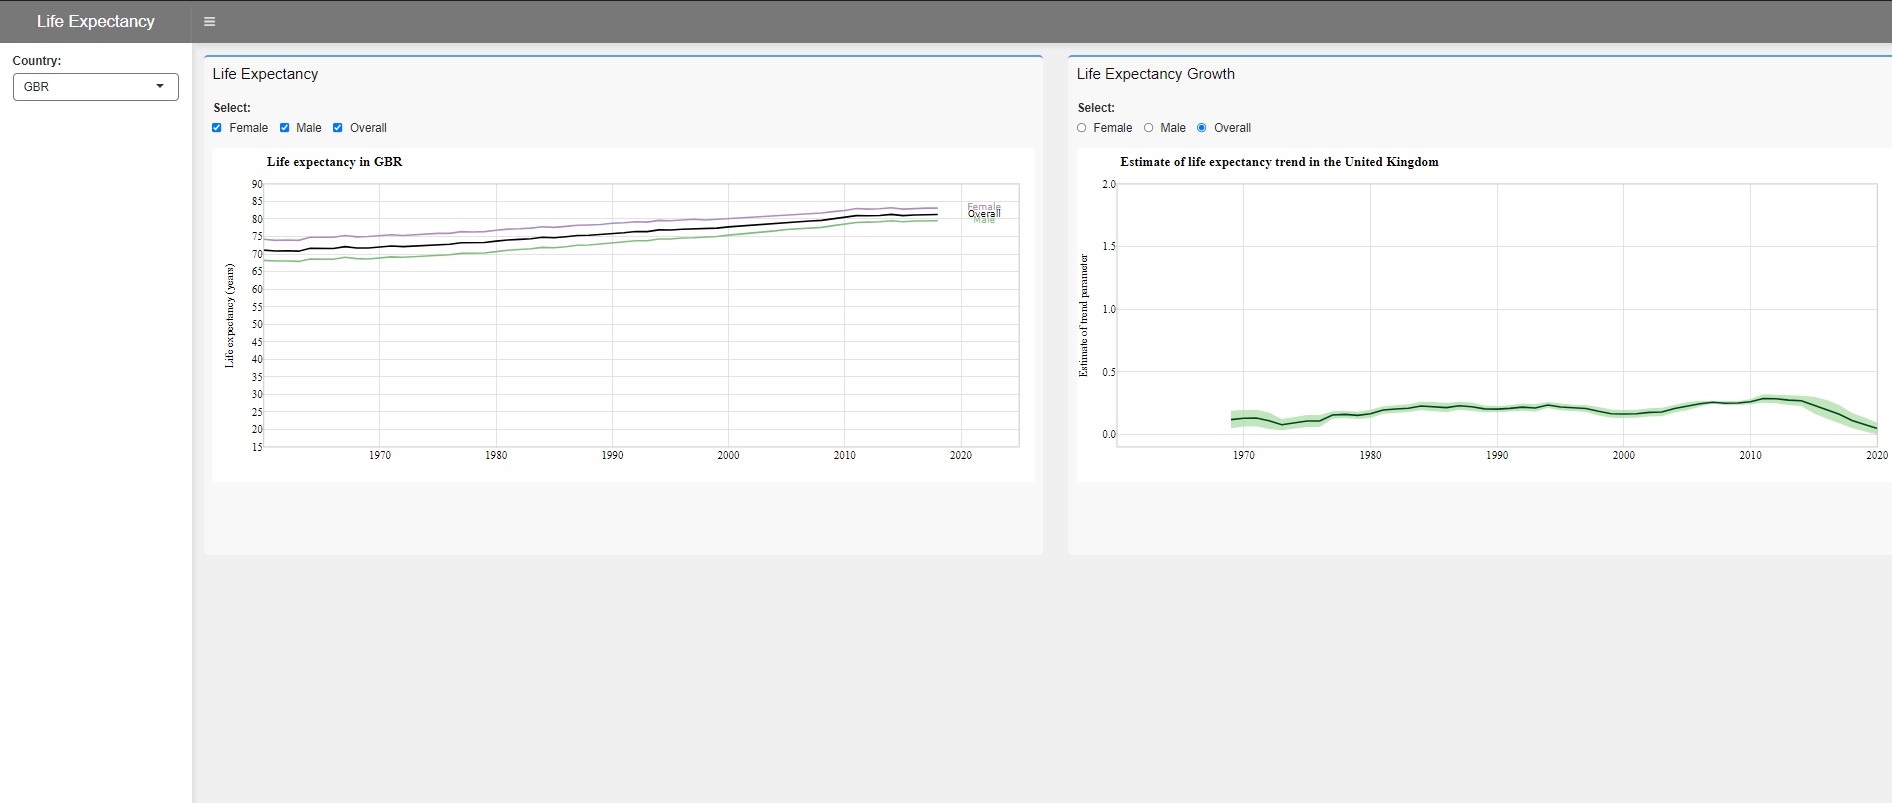 Life Expectancy
Country:
GBR
Life Expectancy
Select:
Female Male Overall
Life expectancy in GBR
Life expectancy (years)
90
85
80
75
70
65
60
55
50
45
40
35
30
25
20
15
Female
Overall
Male
1970 1980 1990 2000 2010 2020
Life Expectancy Growth
Select:
Female Male Overall
Estimate of life expectancy trend in the United Kingdom
Estimate of trend parameter
2.0
1.5
1.0
0.5
0.0
1970 1980 1990 2000 2010 2020